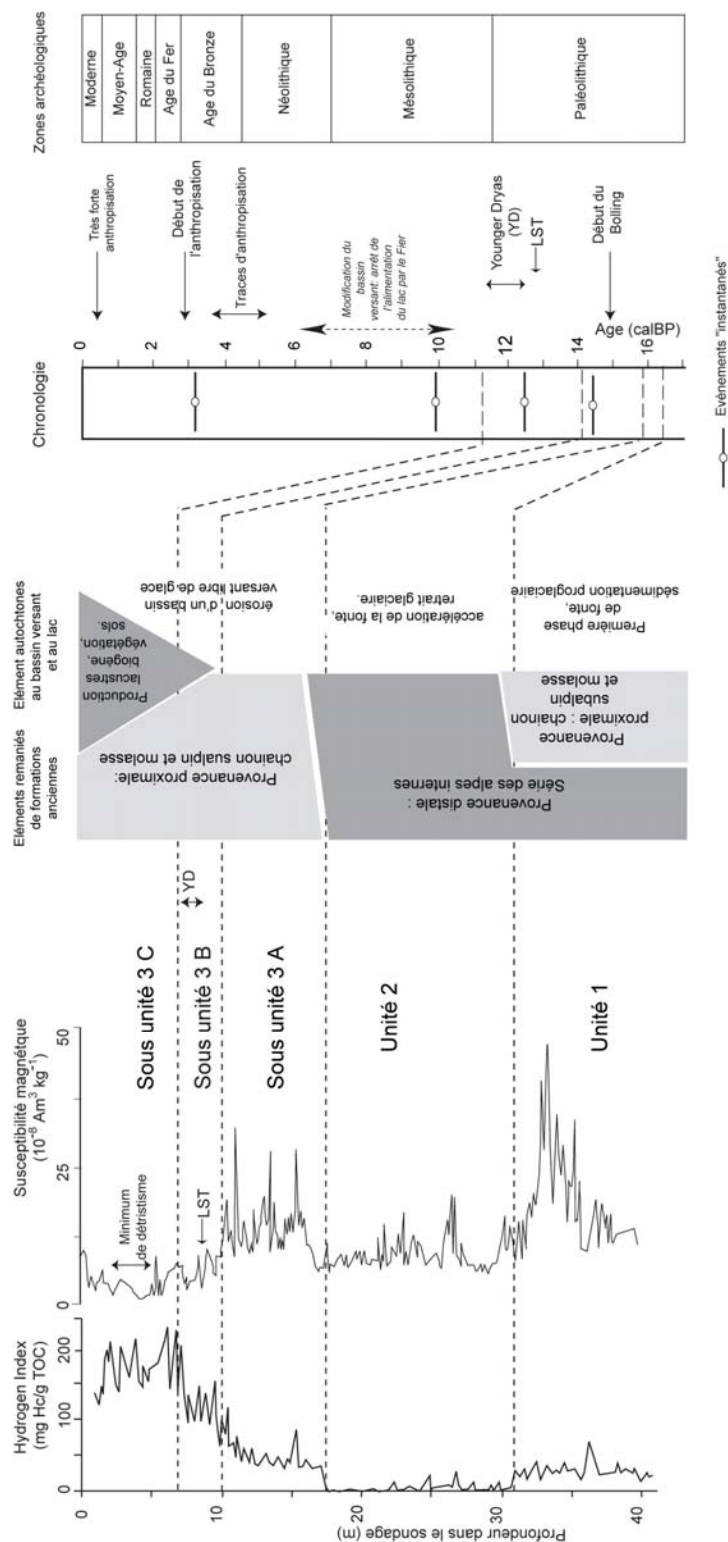 Hydrogen Index
(mg Hc/g TOC)
0
100
200
Profondeur dans le sondage (m)
0
10
20
30
40
Susceptibilité magnétque
(10⁻⁸ Am³ kg⁻¹)
0
25
50
Minimum
de détristisme
LST
Sous unité 3 C
Sous unité 3 B
Sous unité 3 A
Unité 2
Unité 1
YD
Eléments remaniés
de formations
anciennes
Elément autochtones
au bassin versant
et au lac
Production
lacustres
biogène,
végétation,
sols.
Provenance proximale:
chainon sualpin et molasse
Provenance distale :
Série des alpes internes
Provenance
proximale : chainon
subalpin
et molasse
érosion d'un bassin
versant libre de glace
accélération de la fonte,
retrait glaciaire.
Première phase
de fonte,
sédimentation proglaciaire
Chronologie
0
2
4
6
8
10
12
14
16
Age (calBP)
Evénements "instantanés"
Très forte
anthropisation
Début de
l'anthropisation
Traces d'anthropisation
Modification du
bassin
versant: arrêt de
l'alimentation
du lac par le Fier
Younger Dryas
(YD)
LST
Début du
Bolling
Zones archéologiques
Moderne
Moyen-Age
Romaine
Age du Fer
Age du Bronze
Néolithique
Mésolithique
Paléolithique